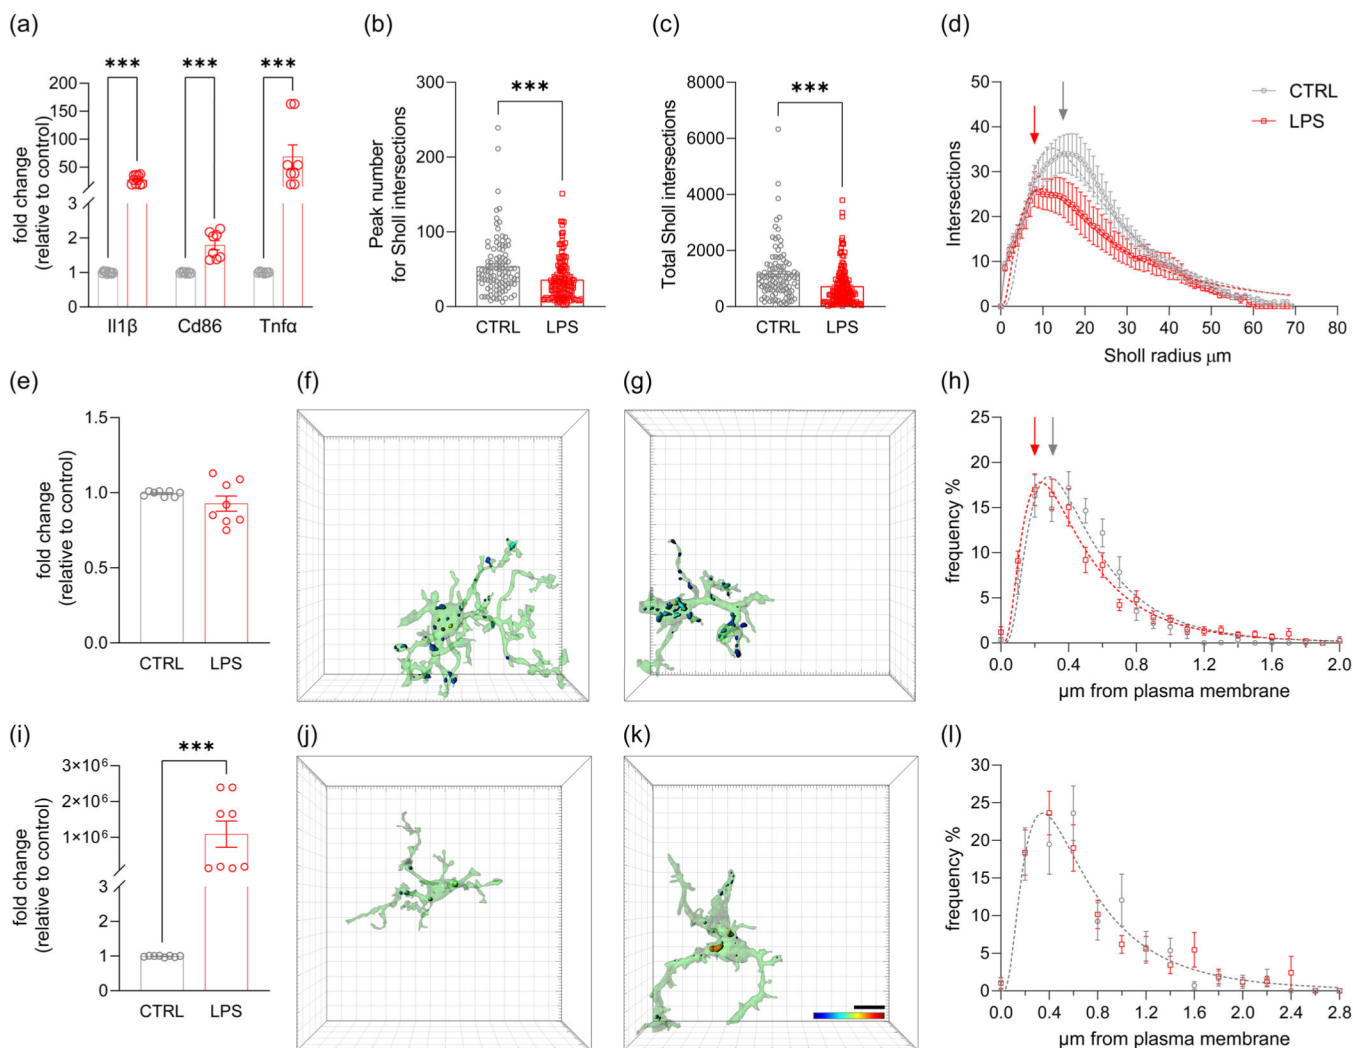 (a)
fold change
(relative to control)
200
150
100
50
3
2
1
0
***
***
***
Il1β
Cd86
Tnfα
(b)
Peak number
for Sholl intersections
300
200
100
0
***
CTRL
LPS
(c)
Total Sholl intersections
8000
6000
4000
2000
0
***
CTRL
LPS
(d)
Intersections
50
40
30
20
10
0
0 10 20 30 40 50 60 70 80
Sholl radius μm
CTRL
LPS
(e)
fold change
(relative to control)
1.5
1.0
0.5
0.0
CTRL
LPS
(f)
(g)
(h)
frequency %
25
20
15
10
5
0
0.0 0.4 0.8 1.2 1.6 2.0
μm from plasma membrane
(i)
fold change
(relative to control)
3×10⁶
2×10⁶
1×10⁶
3
2
1
0
***
CTRL
LPS
(j)
(k)
(l)
frequency %
30
25
20
15
10
5
0
0.0 0.4 0.8 1.2 1.6 2.0 2.4 2.8
μm from plasma membrane